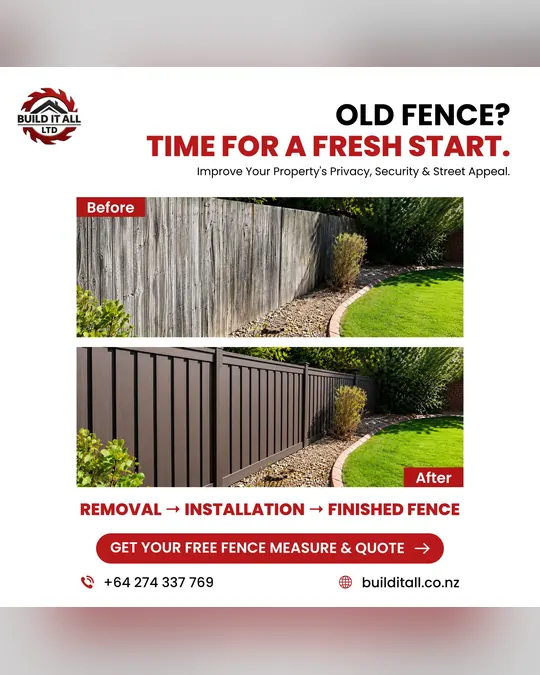 BUILD IT ALL
LTD
OLD FENCE?
TIME FOR A FRESH START.
Improve Your Property's Privacy, Security & Street Appeal.
Before
After
REMOVAL → INSTALLATION → FINISHED FENCE
GET YOUR FREE FENCE MEASURE & QUOTE →
+64 274 337 769
builditall.co.nz